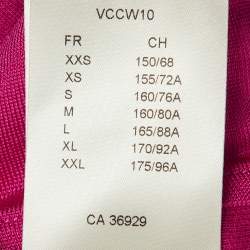 VCCW10
FR CH
XXS 150/68
XS 155/72A
S 160/76A
M 160/80A
L 165/88A
XL 170/92A
XXL 175/96A
CA 36929